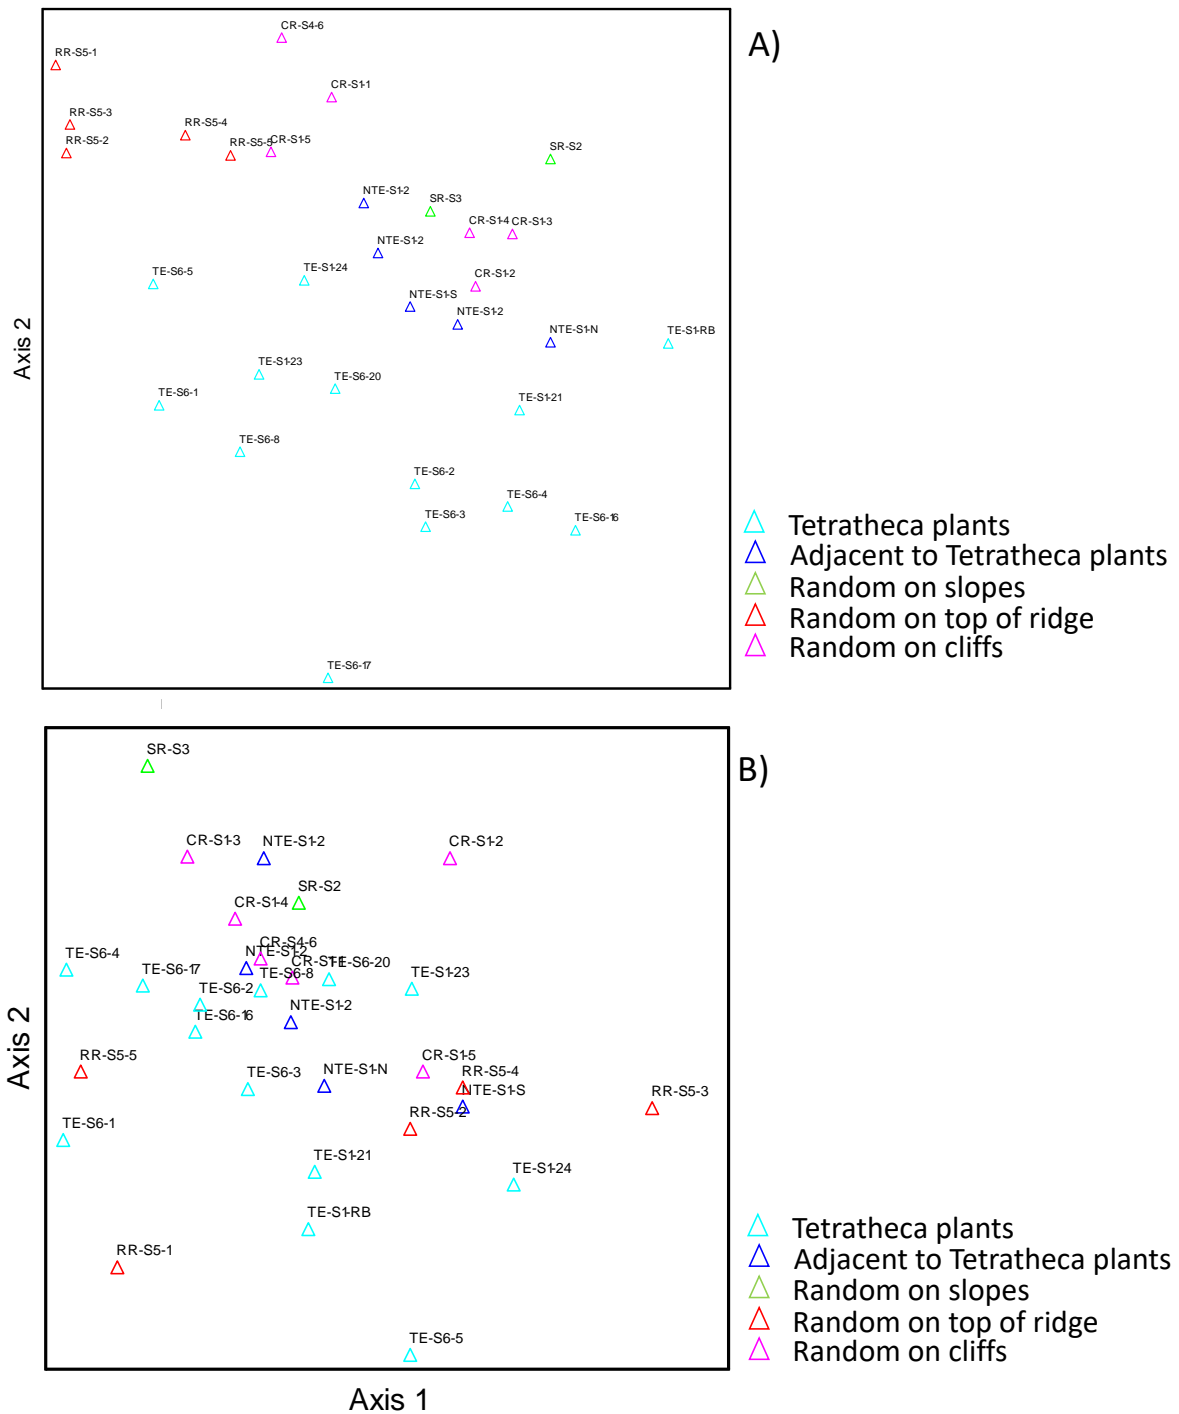 CR-S4-6
A)
RR-S5-1
CR-S1-1
RR-S5-3
RR-S5-4
RR-S5-2
RR-S5-5
CR-S1-5
SR-S2
NTE-S1-2
SR-S3
CR-S1-4
CR-S1-3
NTE-S1-2
TE-S6-5
TE-S1-24
CR-S1-2
NTE-S1-S
NTE-S1-2
NTE-S1-N
TE-S1-RB
Axis 2
TE-S1-23
TE-S6-20
TE-S6-1
TE-S1-21
TE-S6-8
TE-S6-2
TE-S6-4
TE-S6-3
TE-S6-16
TE-S6-17
Tetratheca plants
Adjacent to Tetratheca plants
Random on slopes
Random on top of ridge
Random on cliffs
SR-S3
B)
CR-S1-3
NTE-S1-2
CR-S1-2
SR-S2
CR-S1-4
CR-S4-6
TE-S6-4
NTE-S1-2
CR-S1-1
TE-S6-20
TE-S6-17
TE-S6-8
TE-S1-23
TE-S6-2
TE-S6-16
NTE-S1-2
RR-S5-5
TE-S6-3
NTE-S1-N
CR-S1-5
RR-S5-4
NTE-S1-S
RR-S5-3
RR-S5-2
TE-S6-1
TE-S1-21
TE-S1-24
TE-S1-RB
RR-S5-1
TE-S6-5
Axis 2
Axis 1
Tetratheca plants
Adjacent to Tetratheca plants
Random on slopes
Random on top of ridge
Random on cliffs